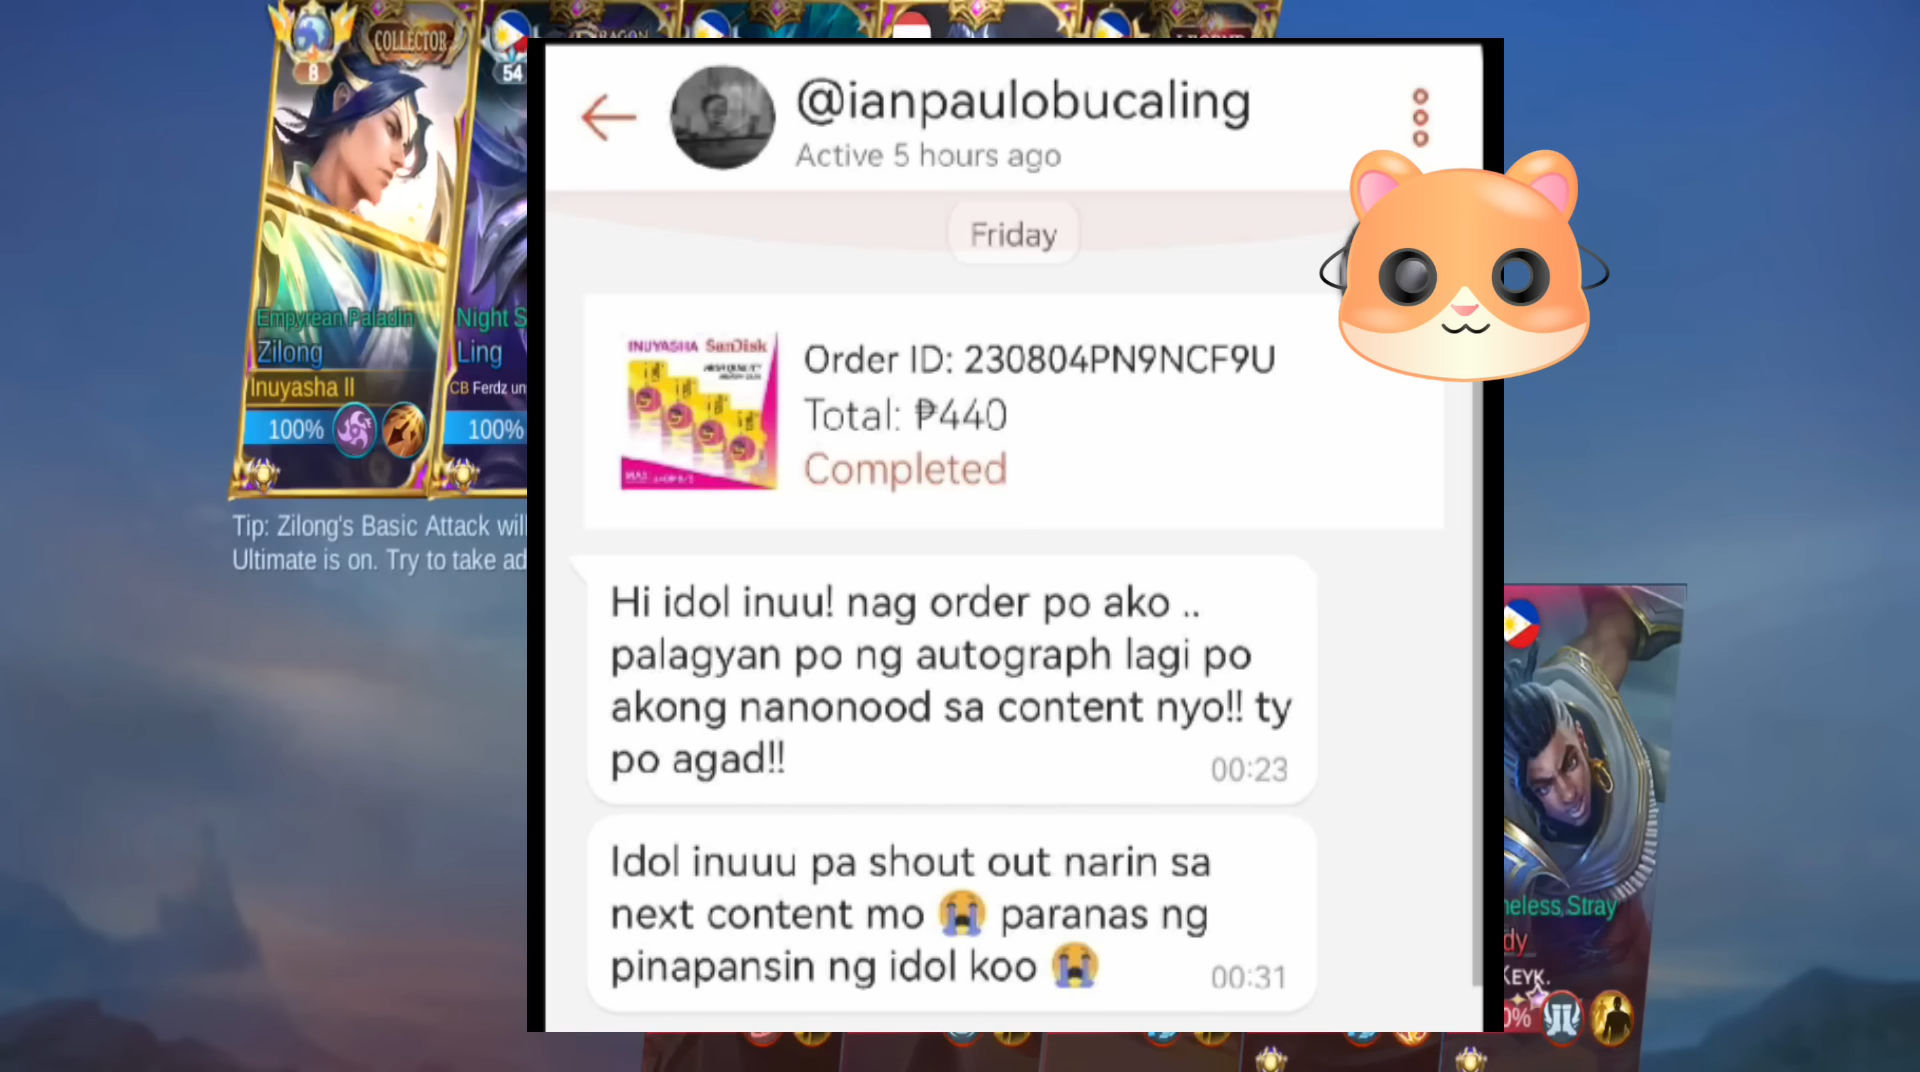 COLLECTOR
8
54
Empyrean Paladin
Zilong
Inuyasha II
100%
Night S
Ling
CB Ferdz un
100%
Tip: Zilong's Basic Attack will
Ultimate is on. Try to take ad
@ianpaulobucaling
Active 5 hours ago
Friday
INUYASHA SanDisk
Order ID: 230804PN9NCF9U
Total: ₱440
Completed
Hi idol inuu! nag order po ako ..
palagyan po ng autograph lagi po
akong nanonood sa content nyo!! ty
po agad!!
00:23
Idol inuuu pa shout out narin sa
next content mo 😭 paranas ng
pinapansin ng idol koo 😭
00:31
eless Stray
dy
KEYK.
0%